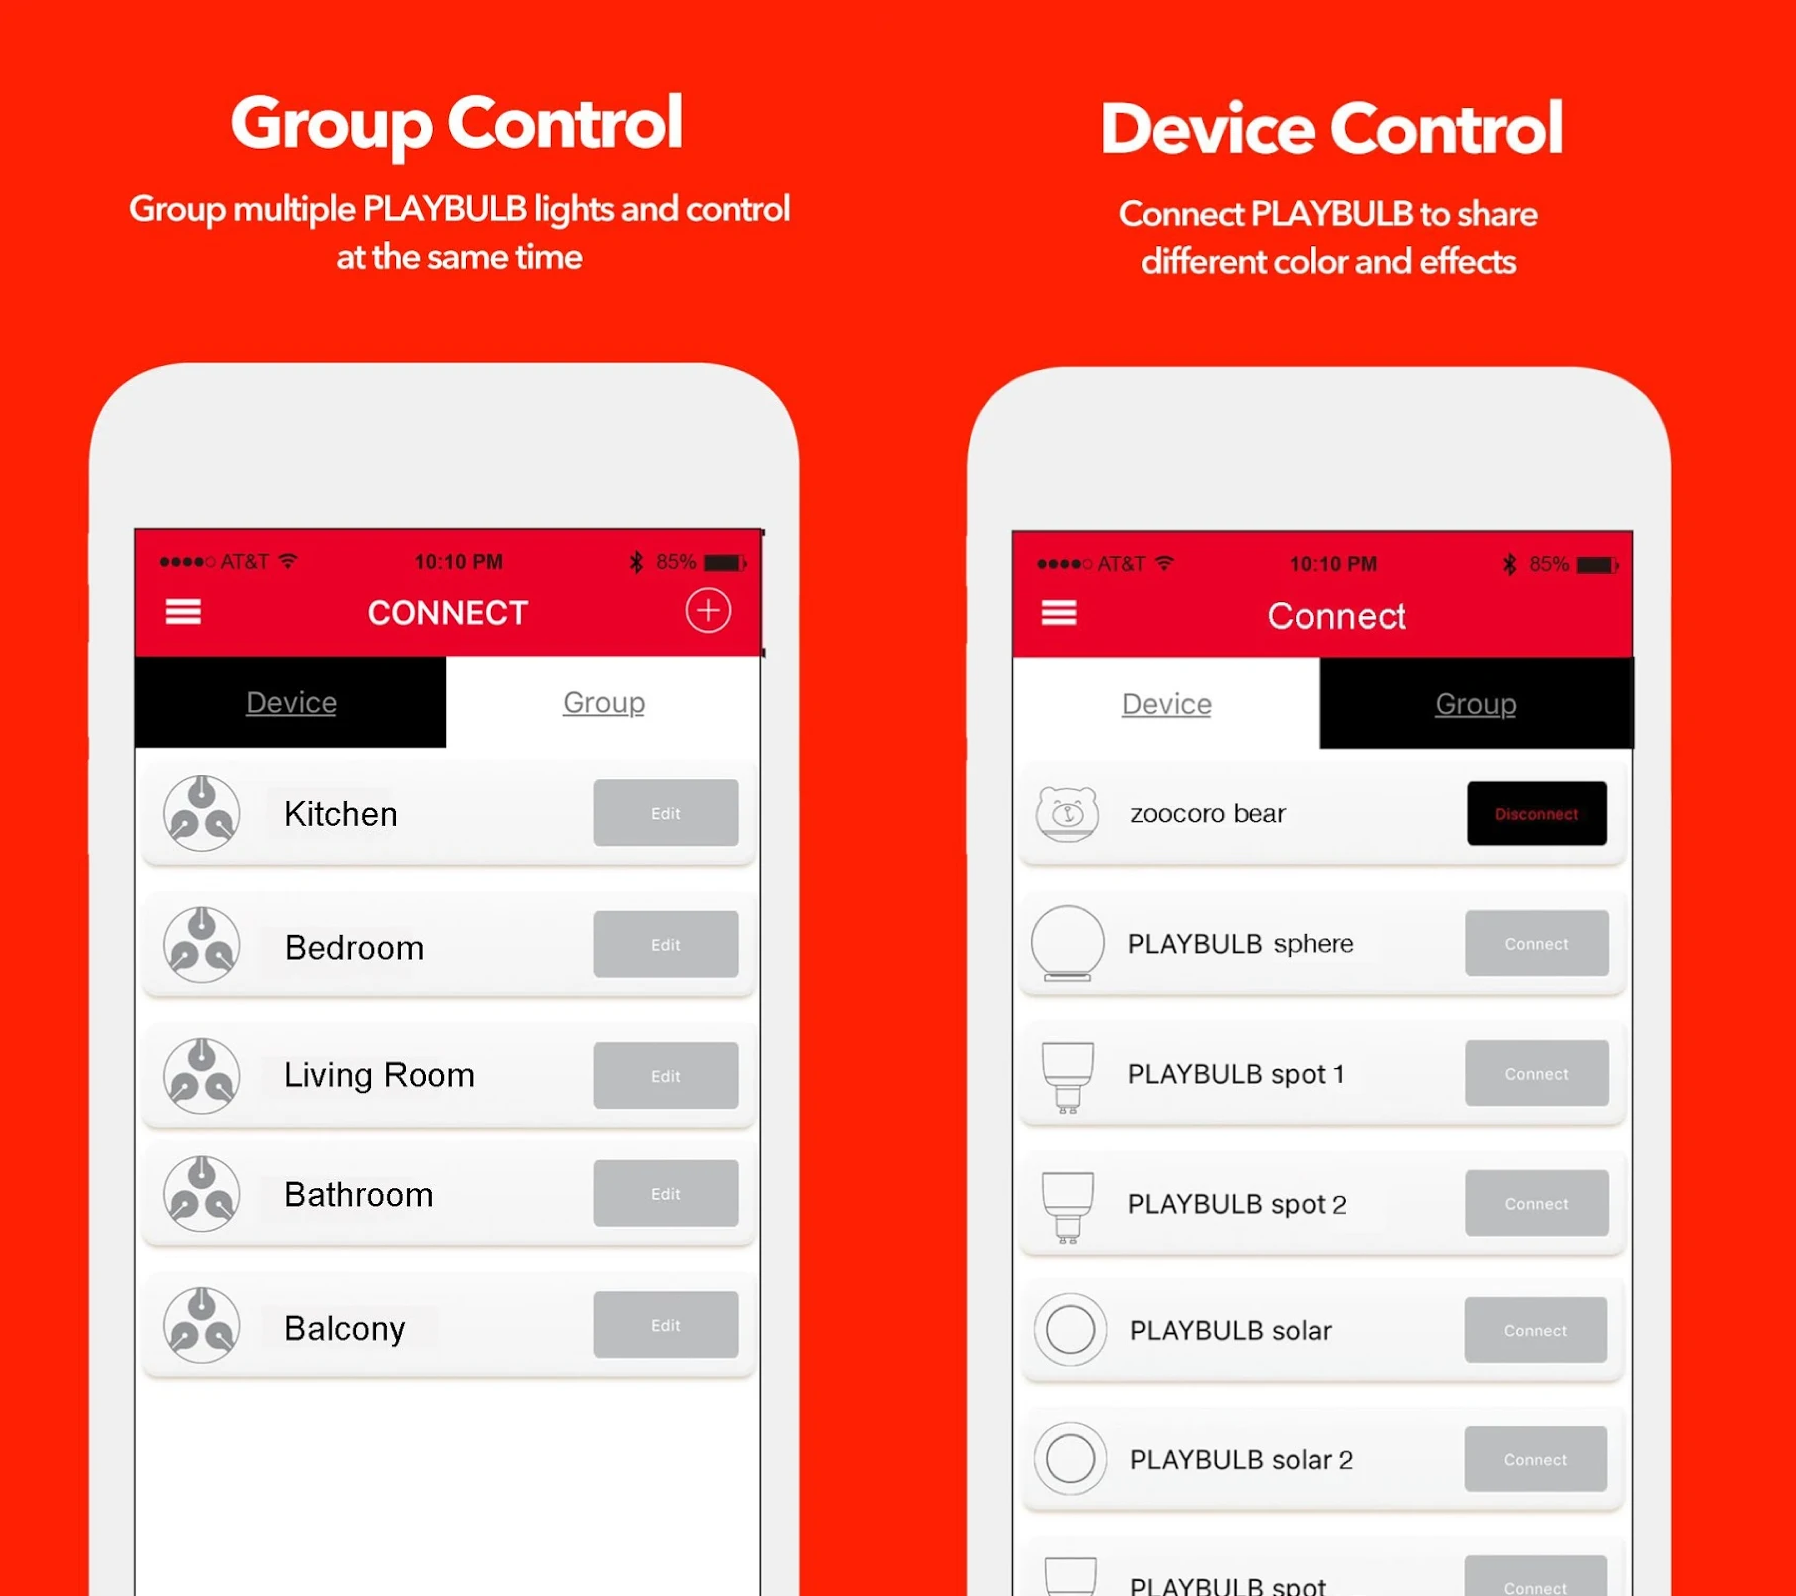 Group Control
Group multiple PLAYBULB lights and control
at the same time
AT&T 10:10 PM 85%
CONNECT
Device Group
Kitchen Edit
Bedroom Edit
Living Room Edit
Bathroom Edit
Balcony Edit
Device Control
Connect PLAYBULB to share
different color and effects
AT&T 10:10 PM 85%
Connect
Device Group
zoocoro bear Disconnect
PLAYBULB sphere Connect
PLAYBULB spot 1 Connect
PLAYBULB spot 2 Connect
PLAYBULB solar Connect
PLAYBULB solar 2 Connect
PLAYBULB spot Connect